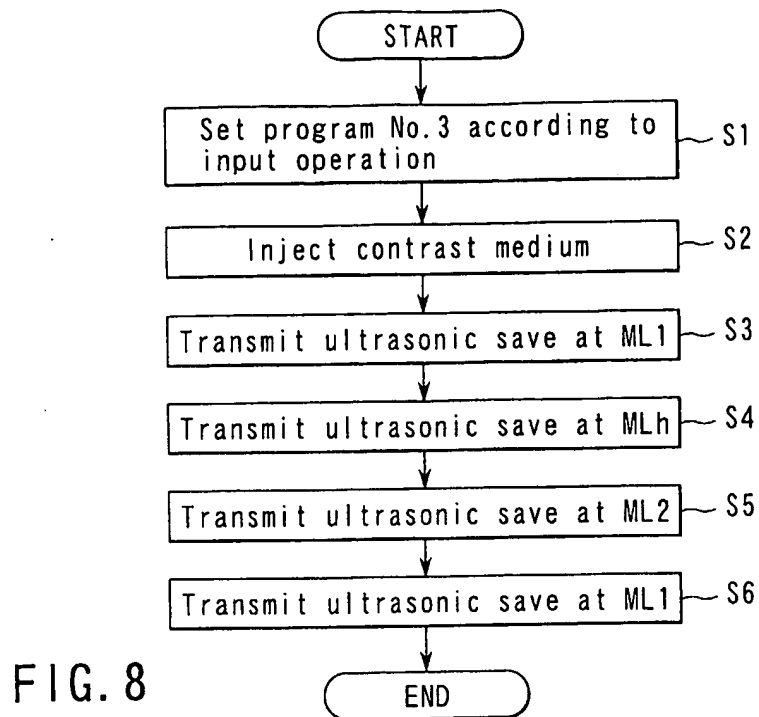 START
Set program No.3 according to
input operation
S1
Inject contrast medium
S2
Transmit ultrasonic save at ML1
S3
Transmit ultrasonic save at MLh
S4
Transmit ultrasonic save at ML2
S5
Transmit ultrasonic save at ML1
S6
END
FIG. 8